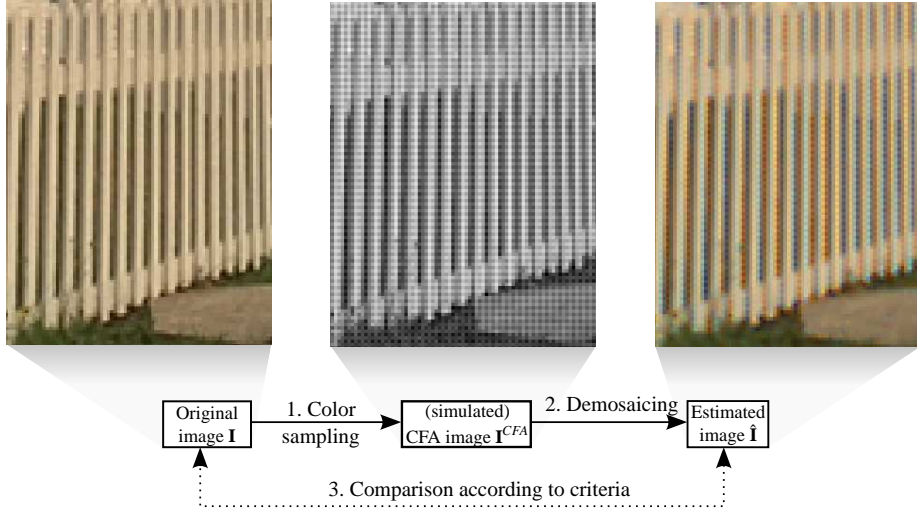 Original
image I
1. Color
sampling
(simulated)
CFA image I^CFA
2. Demosaicing
Estimated
image Î
3. Comparison according to criteria